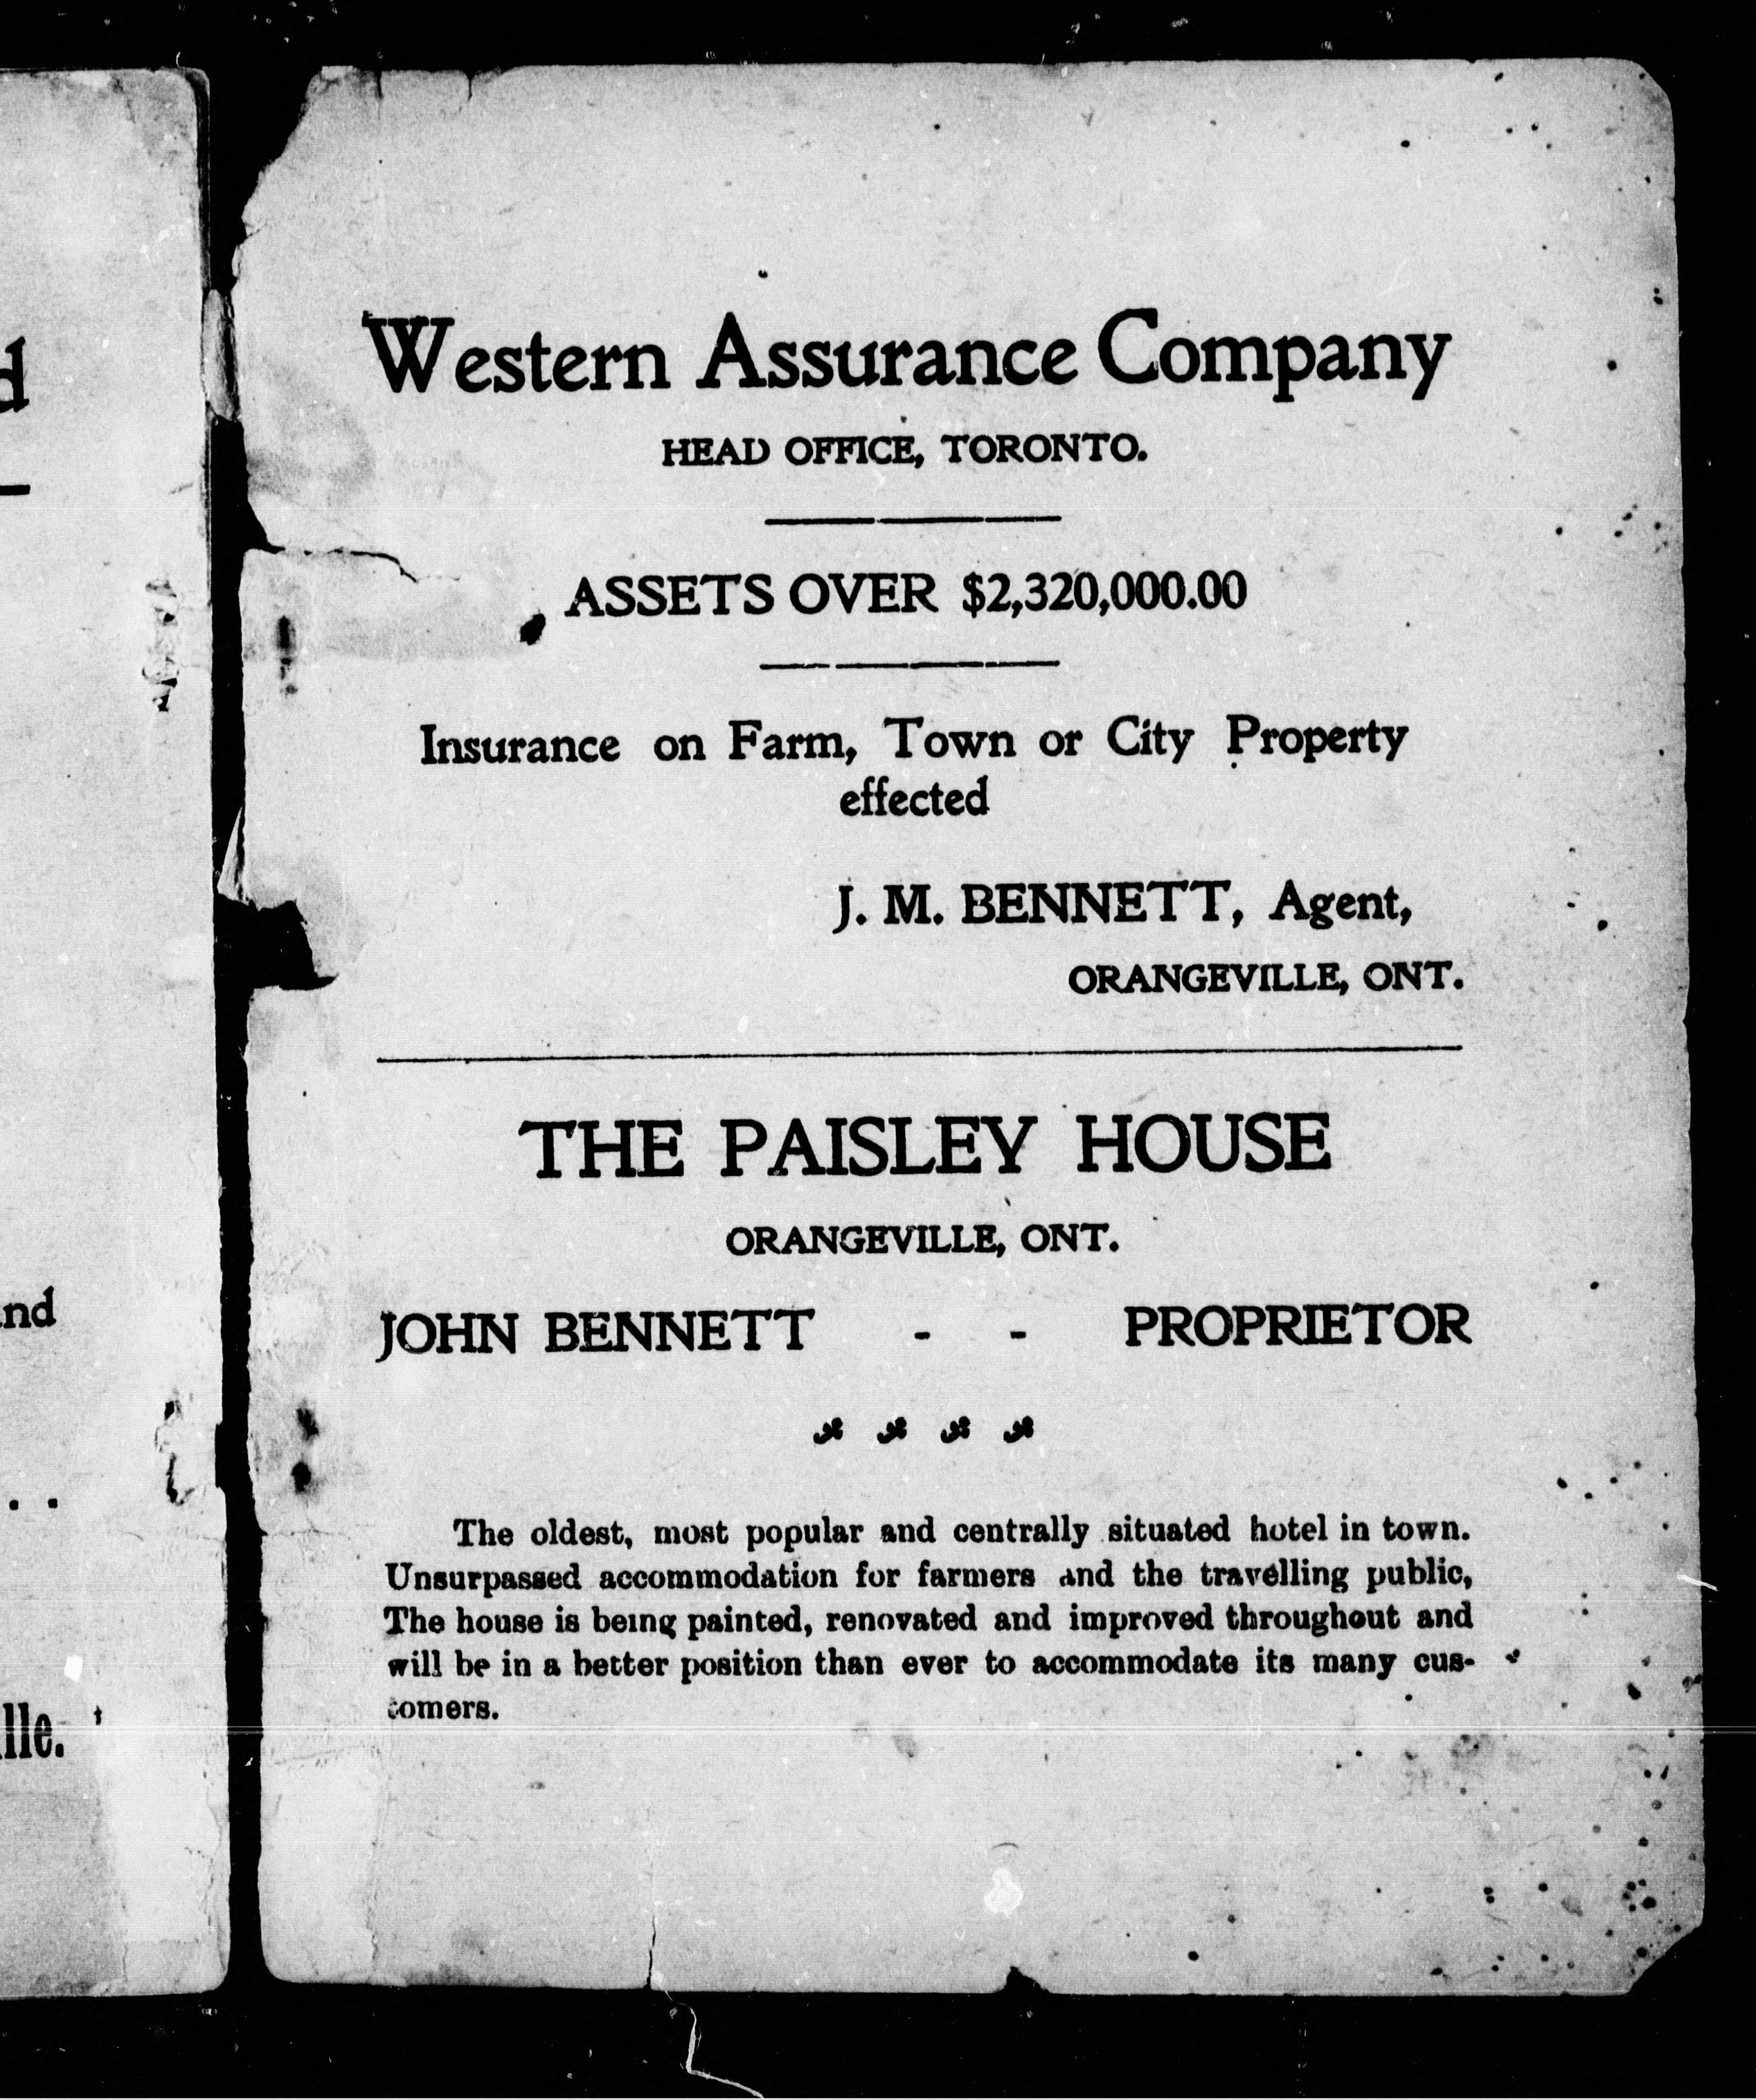 Western Assurance Company
HEAD OFFICE, TORONTO.
ASSETS OVER $2,320,000.00
Insurance on Farm, Town or City Property
effected
J. M. BENNETT, Agent,
ORANGEVILLE, ONT.
THE PAISLEY HOUSE
ORANGEVILLE, ONT.
JOHN BENNETT - - PROPRIETOR
The oldest, most popular and centrally situated hotel in town.
Unsurpassed accommodation for farmers and the travelling public,
The house is being painted, renovated and improved throughout and
will be in a better position than ever to accommodate its many cus-
tomers.